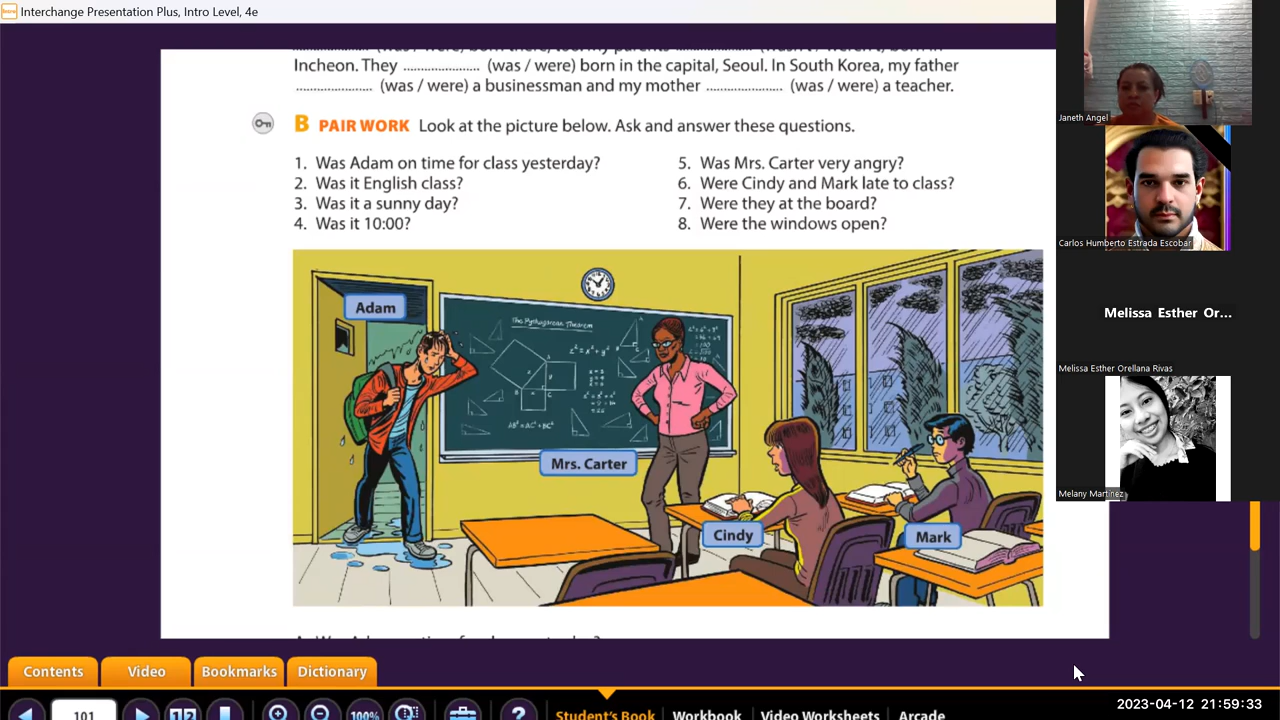 Interchange Presentation Plus, Intro Level, 4e
Incheon. They .................... (was / were) born in the capital, Seoul. In South Korea, my father
.................... (was / were) a businessman and my mother .................... (was / were) a teacher.
B PAIR WORK Look at the picture below. Ask and answer these questions.
1. Was Adam on time for class yesterday?
2. Was it English class?
3. Was it a sunny day?
4. Was it 10:00?
5. Was Mrs. Carter very angry?
6. Were Cindy and Mark late to class?
7. Were they at the board?
8. Were the windows open?
Adam
The Pythagorean Theorem
Mrs. Carter
Cindy
Mark
Janeth Angel
Carlos Humberto Estrada Escobar
Melissa Esther Or...
Melissa Esther Orellana Rivas
Melany Martinez
Contents
Video
Bookmarks
Dictionary
101
100%
?
Student's Book
Workbook
Video Worksheets
Arcade
2023-04-12 21:59:33